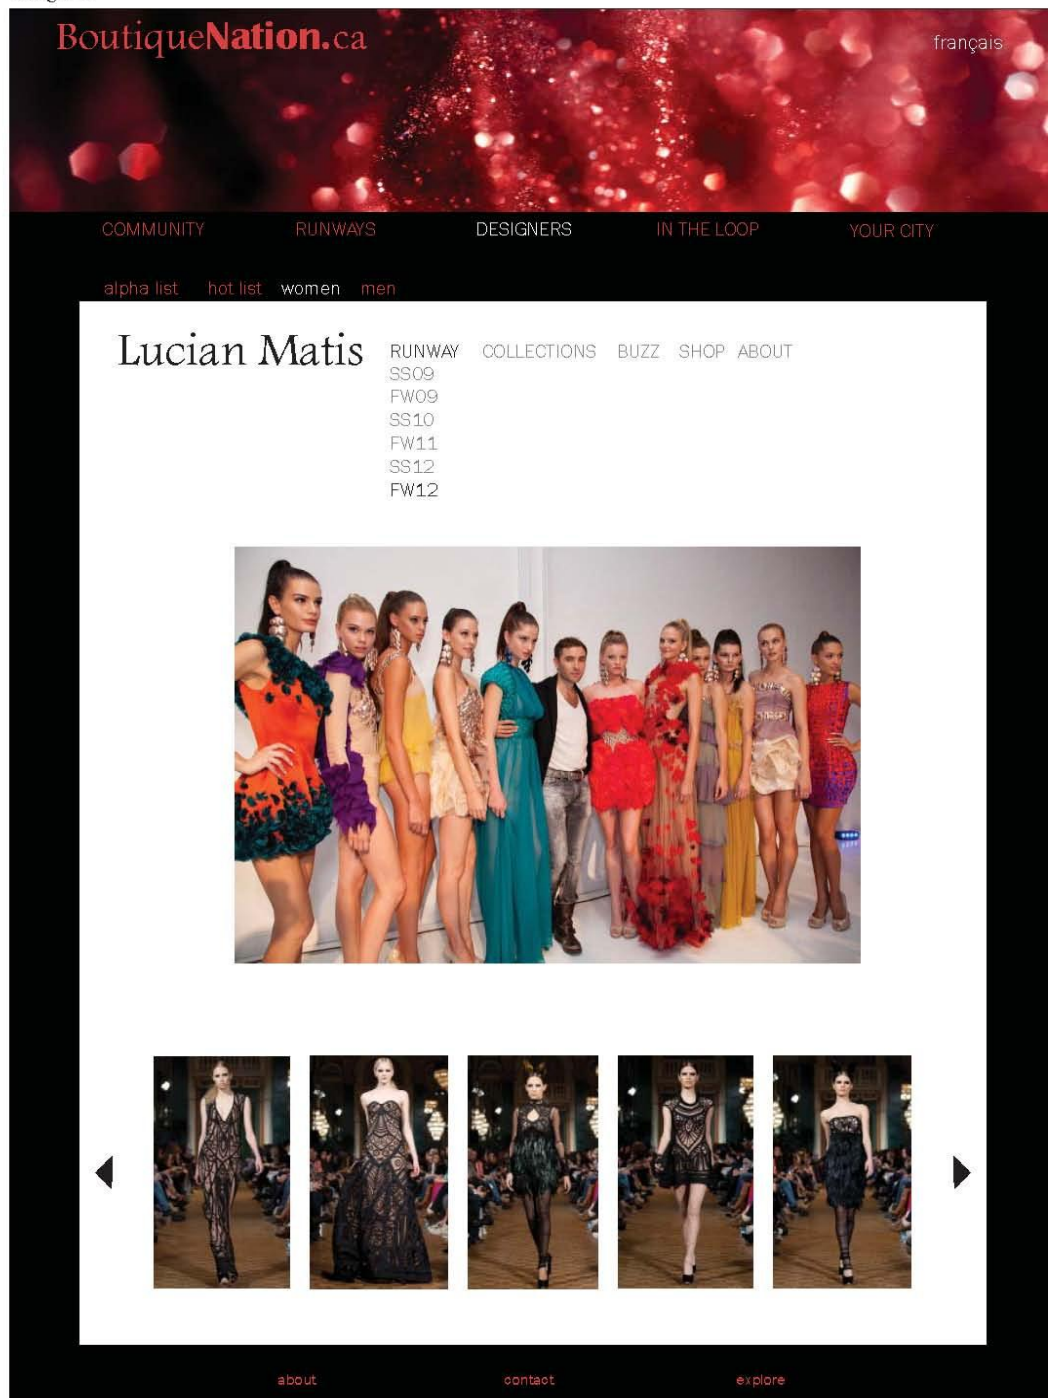 BoutiqueNation.ca
français
COMMUNITY RUNWAYS DESIGNERS IN THE LOOP YOUR CITY
alpha list hot list women men
Lucian Matis
RUNWAY COLLECTIONS BUZZ SHOP ABOUT
SS09
FW09
SS10
FW11
SS12
FW12
about contact explore